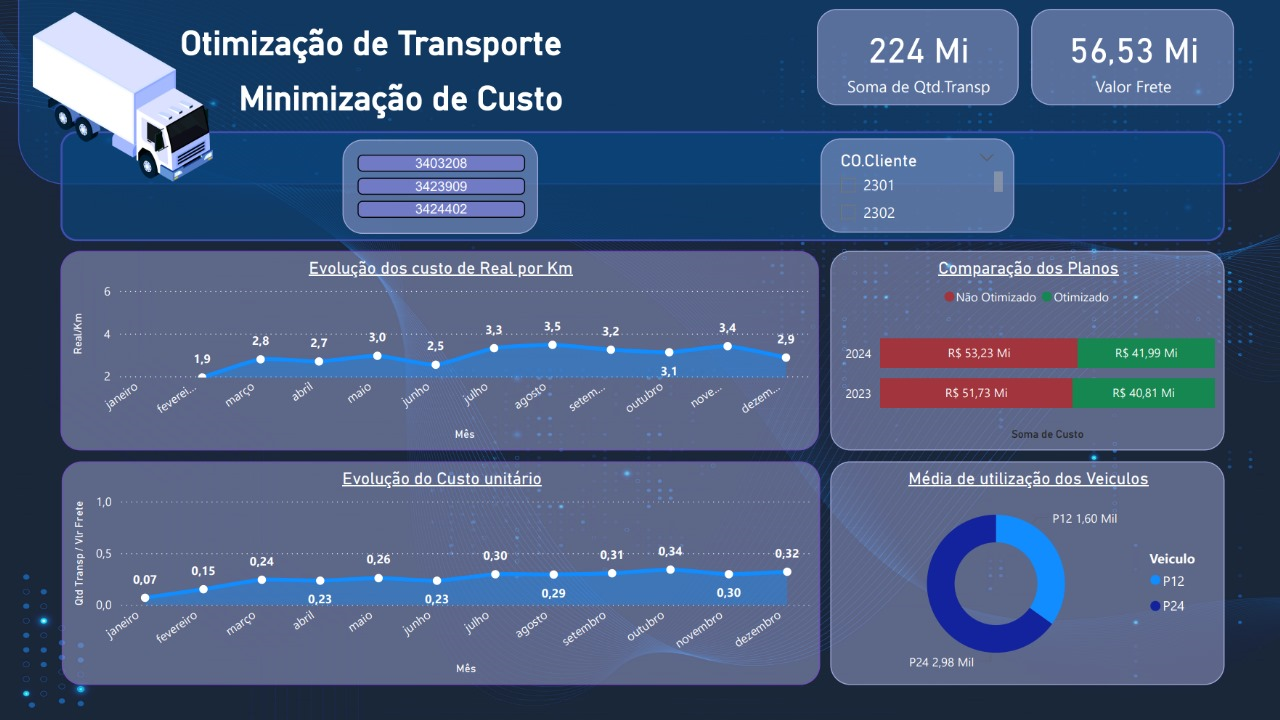 Otimização de Transporte
Minimização de Custo
224 Mi
Soma de Qtd.Transp
56,53 Mi
Valor Frete
3403208
3423909
3424402
CO.Cliente
2301
2302
Evolução dos custo de Real por Km
Real/Km
6
4
2
1,9
2,8
2,7
3,0
2,5
3,3
3,5
3,2
3,1
3,4
2,9
janeiro
feverei...
março
abril
maio
junho
julho
agosto
setem...
outubro
nove...
dezem...
Mês
Comparação dos Planos
Não Otimizado Otimizado
2024 R$ 53,23 Mi R$ 41,99 Mi
2023 R$ 51,73 Mi R$ 40,81 Mi
Soma de Custo
Evolução do Custo unitário
Qtd Transp / Vlr Frete
1,0
0,5
0,0
0,07
0,15
0,24
0,23
0,26
0,23
0,30
0,29
0,31
0,34
0,30
0,32
janeiro
fevereiro
março
abril
maio
junho
julho
agosto
setembro
outubro
novembro
dezembro
Mês
Média de utilização dos Veiculos
P12 1,60 Mil
P24 2,98 Mil
Veiculo
P12
P24